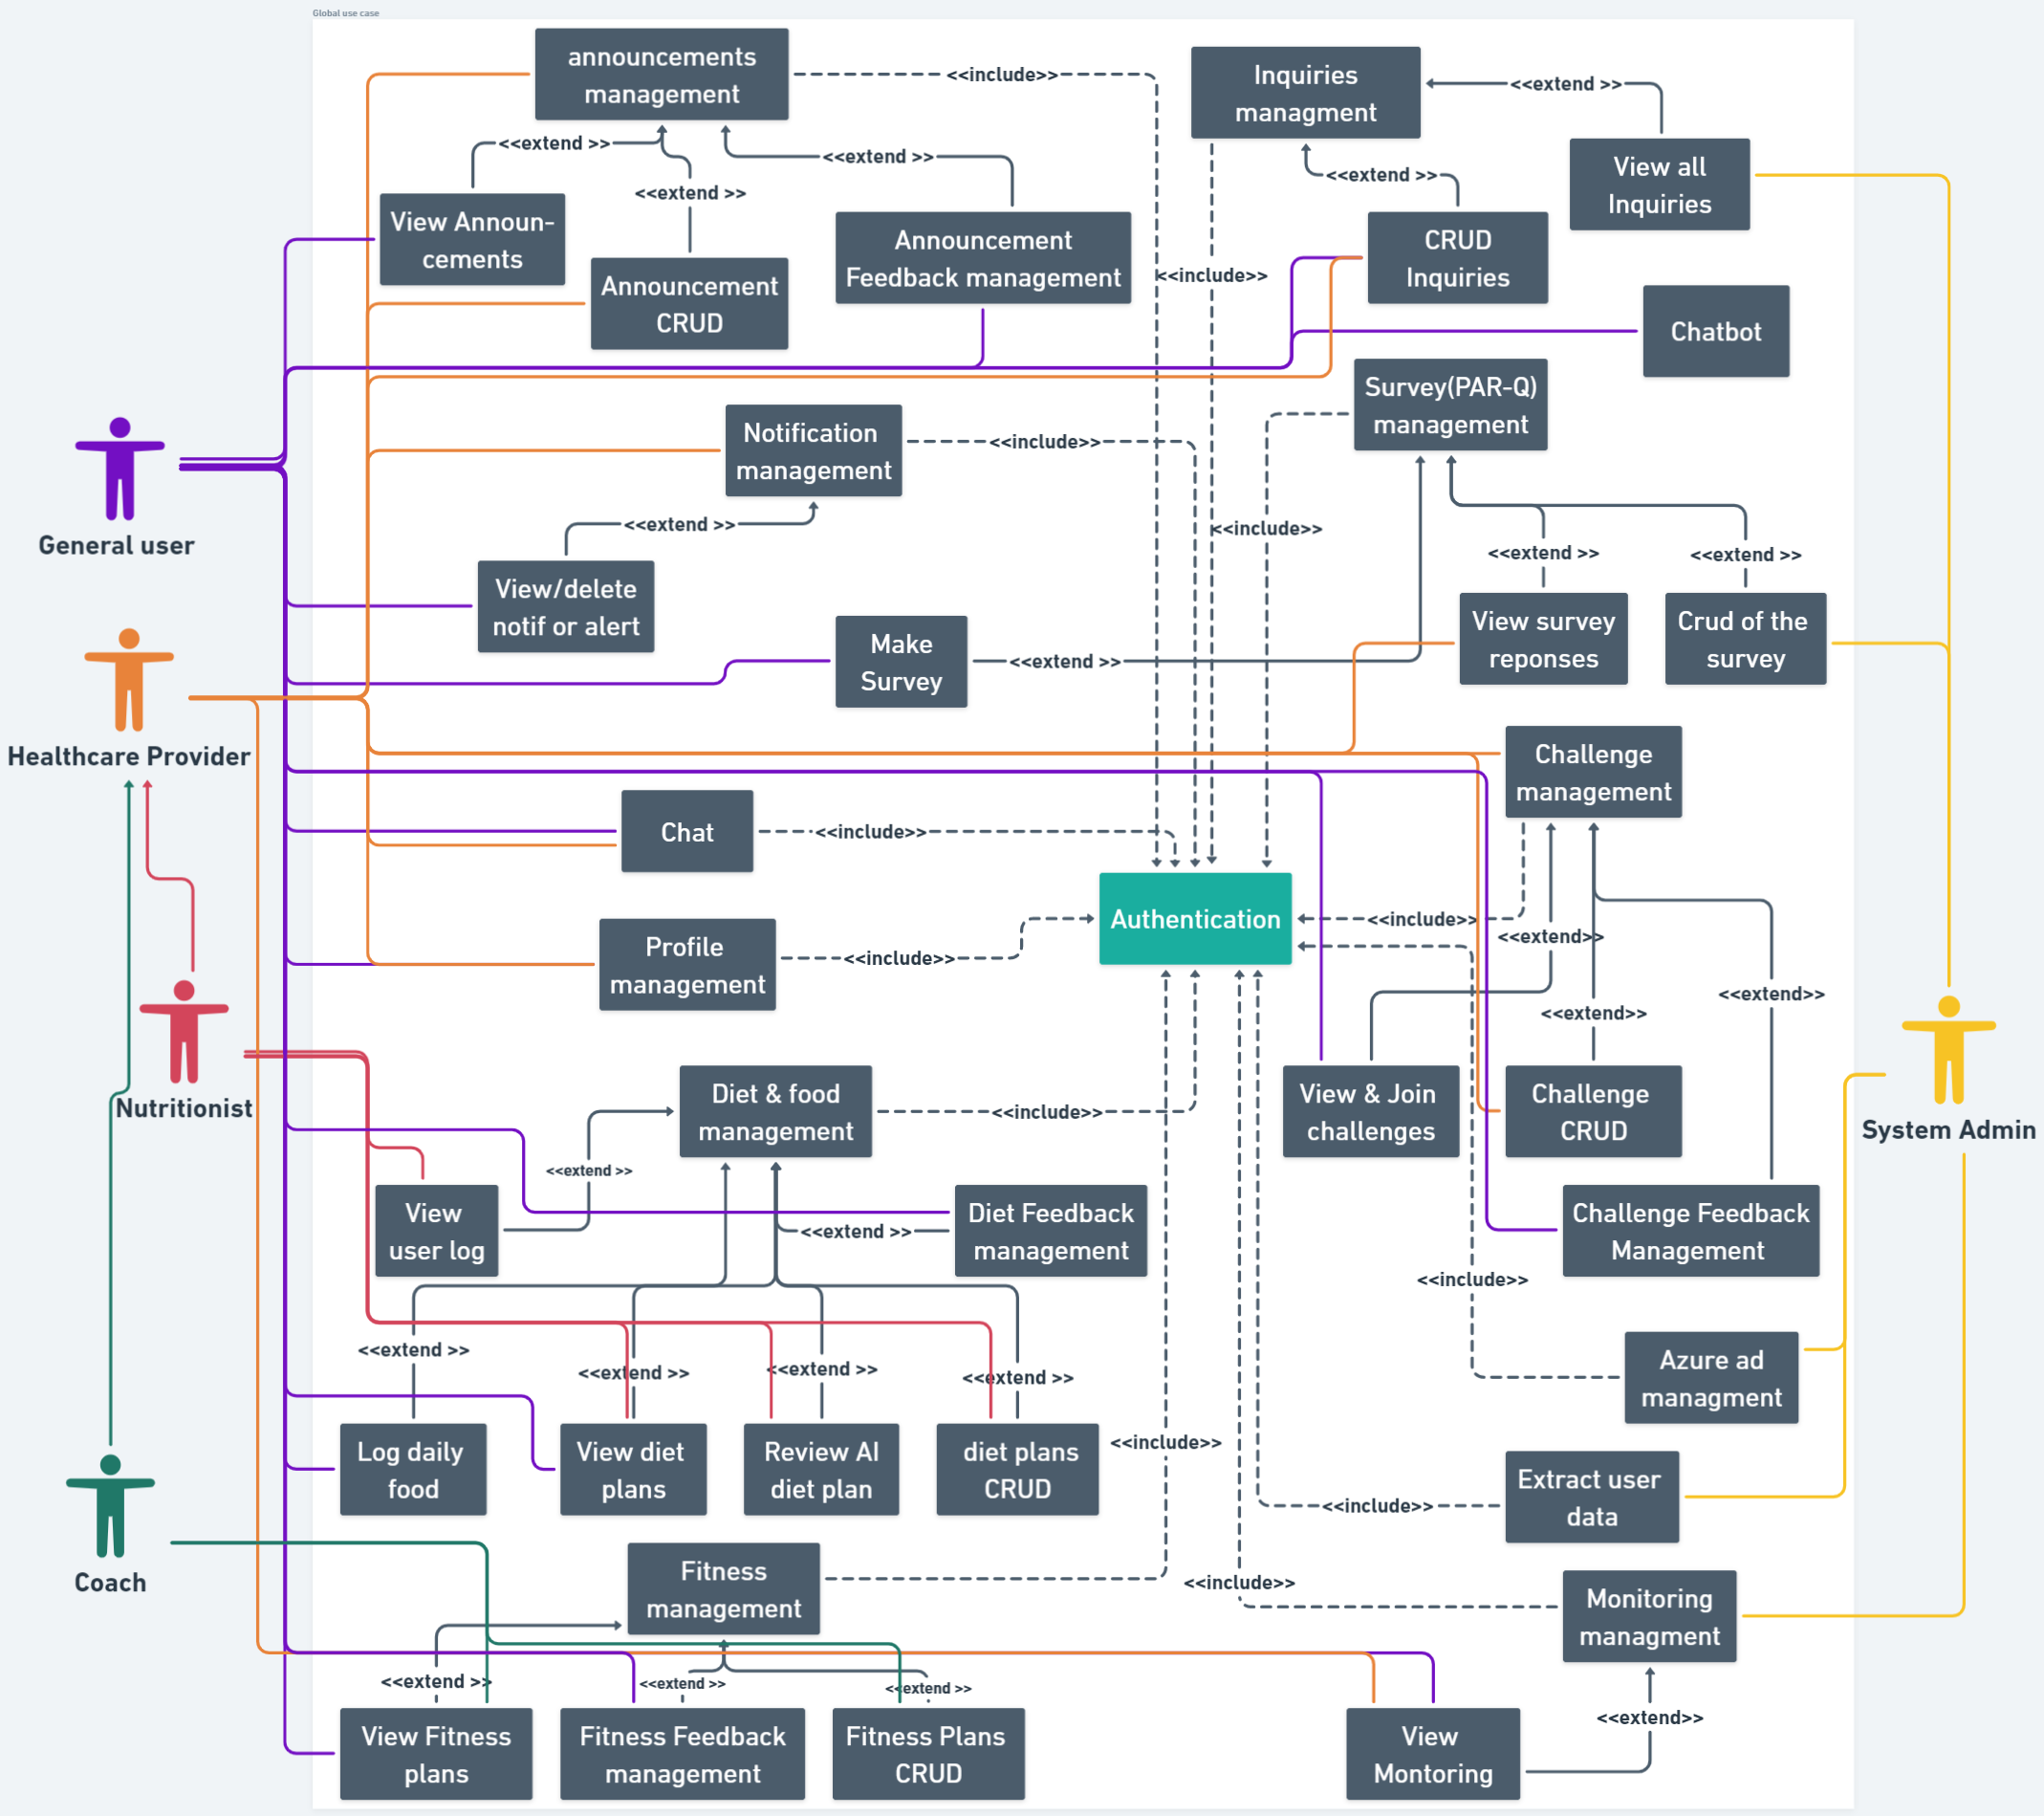 Global use case
announcements
management
<<include>>
Inquiries
managment
<<extend >>
<<extend >>
<<extend >>
View all
Inquiries
<<extend >>
<<extend >>
View Announ-
cements
Announcement
Feedback management
CRUD
Inquiries
<<include>>
Announcement
CRUD
Chatbot
Survey(PAR-Q)
management
Notification
management
<<include>>
<<extend >>
<<include>>
General user
<<extend >>
<<extend >>
View/delete
notif or alert
Make
Survey
<<extend >>
View survey
reponses
Crud of the
survey
Healthcare Provider
Challenge
management
Chat
<<include>>
Authentication
<<include>>
<<extend>>
Profile
management
<<include>>
<<extend>>
<<extend>>
Nutritionist
Diet & food
management
<<include>>
View & Join
challenges
Challenge
CRUD
System Admin
<<extend >>
View
user log
<<extend >>
Diet Feedback
management
Challenge Feedback
Management
<<include>>
<<extend >>
<<extend >>
<<extend >>
<<extend >>
Azure ad
managment
Log daily
food
View diet
plans
Review AI
diet plan
diet plans
CRUD
<<include>>
Extract user
data
<<include>>
Coach
Fitness
management
<<include>>
Monitoring
managment
<<extend >>
<<extend >>
<<extend >>
<<extend>>
View Fitness
plans
Fitness Feedback
management
Fitness Plans
CRUD
View
Montoring